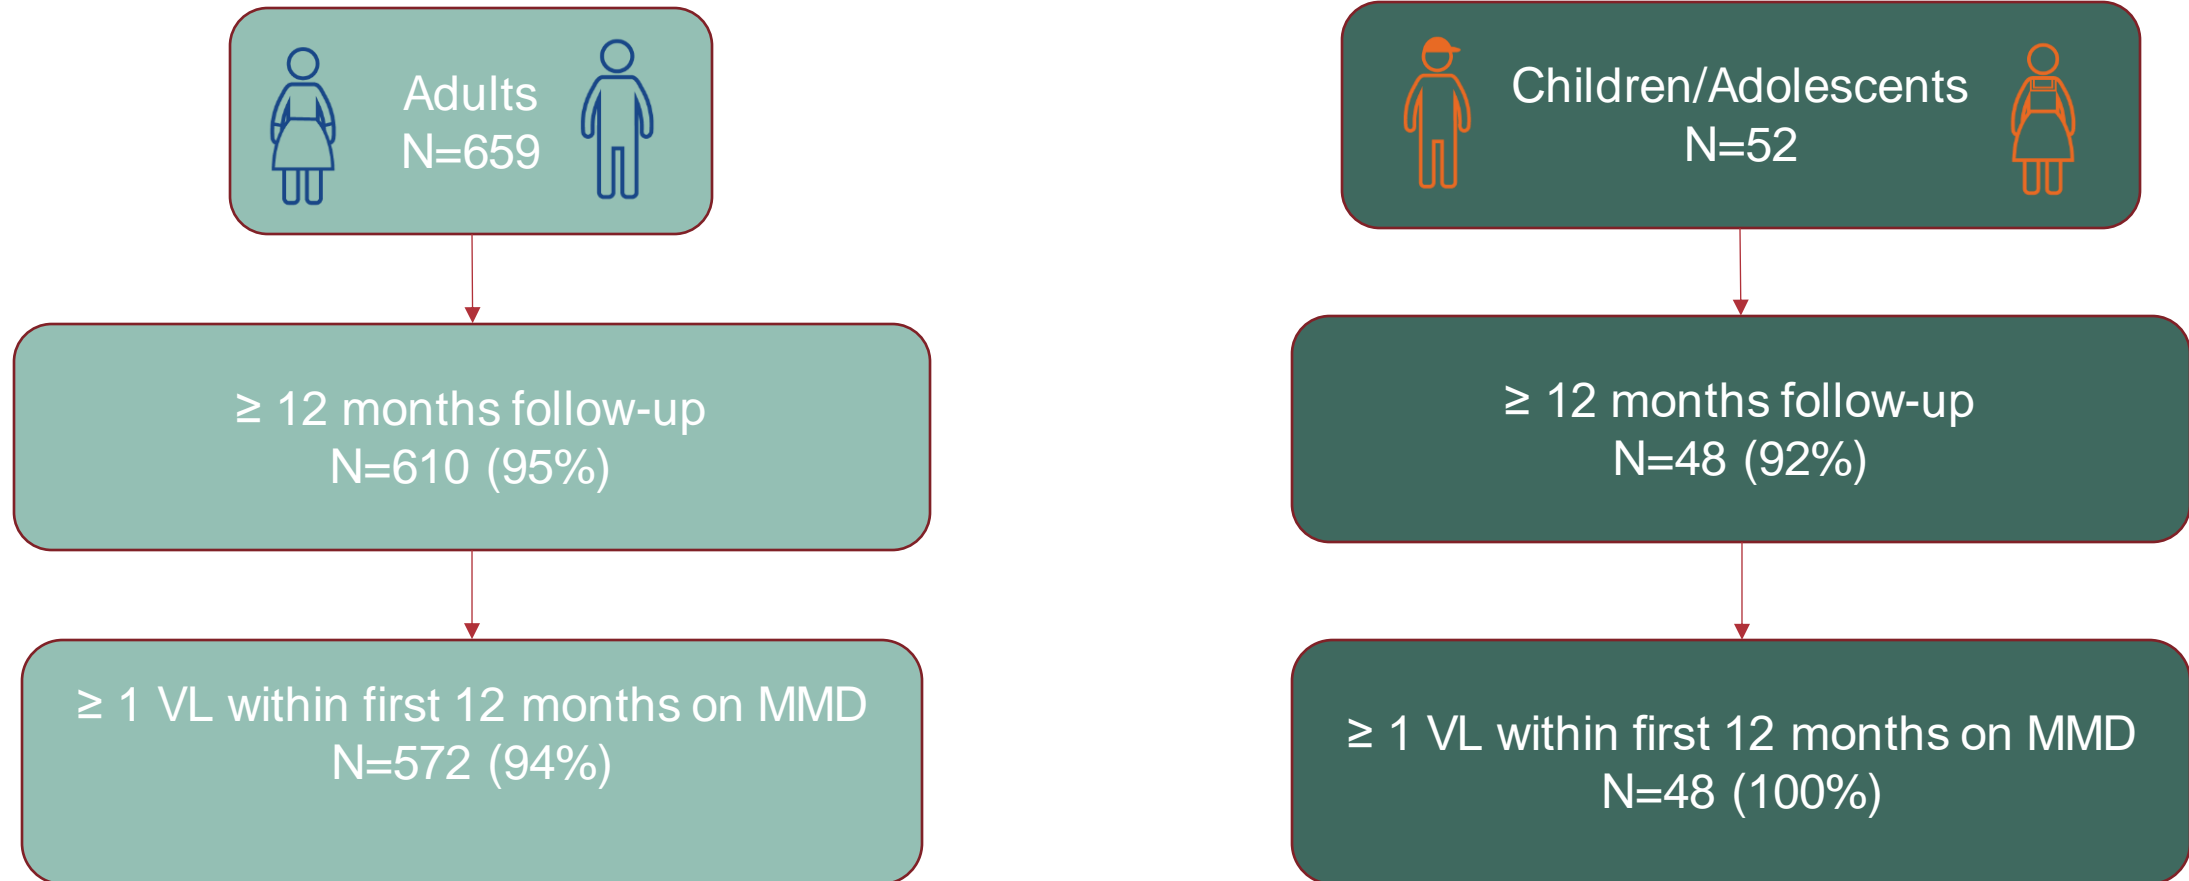 Adults
N=659
≥ 12 months follow-up
N=610 (95%)
≥ 1 VL within first 12 months on MMD
N=572 (94%)
Children/Adolescents
N=52
≥ 12 months follow-up
N=48 (92%)
≥ 1 VL within first 12 months on MMD
N=48 (100%)